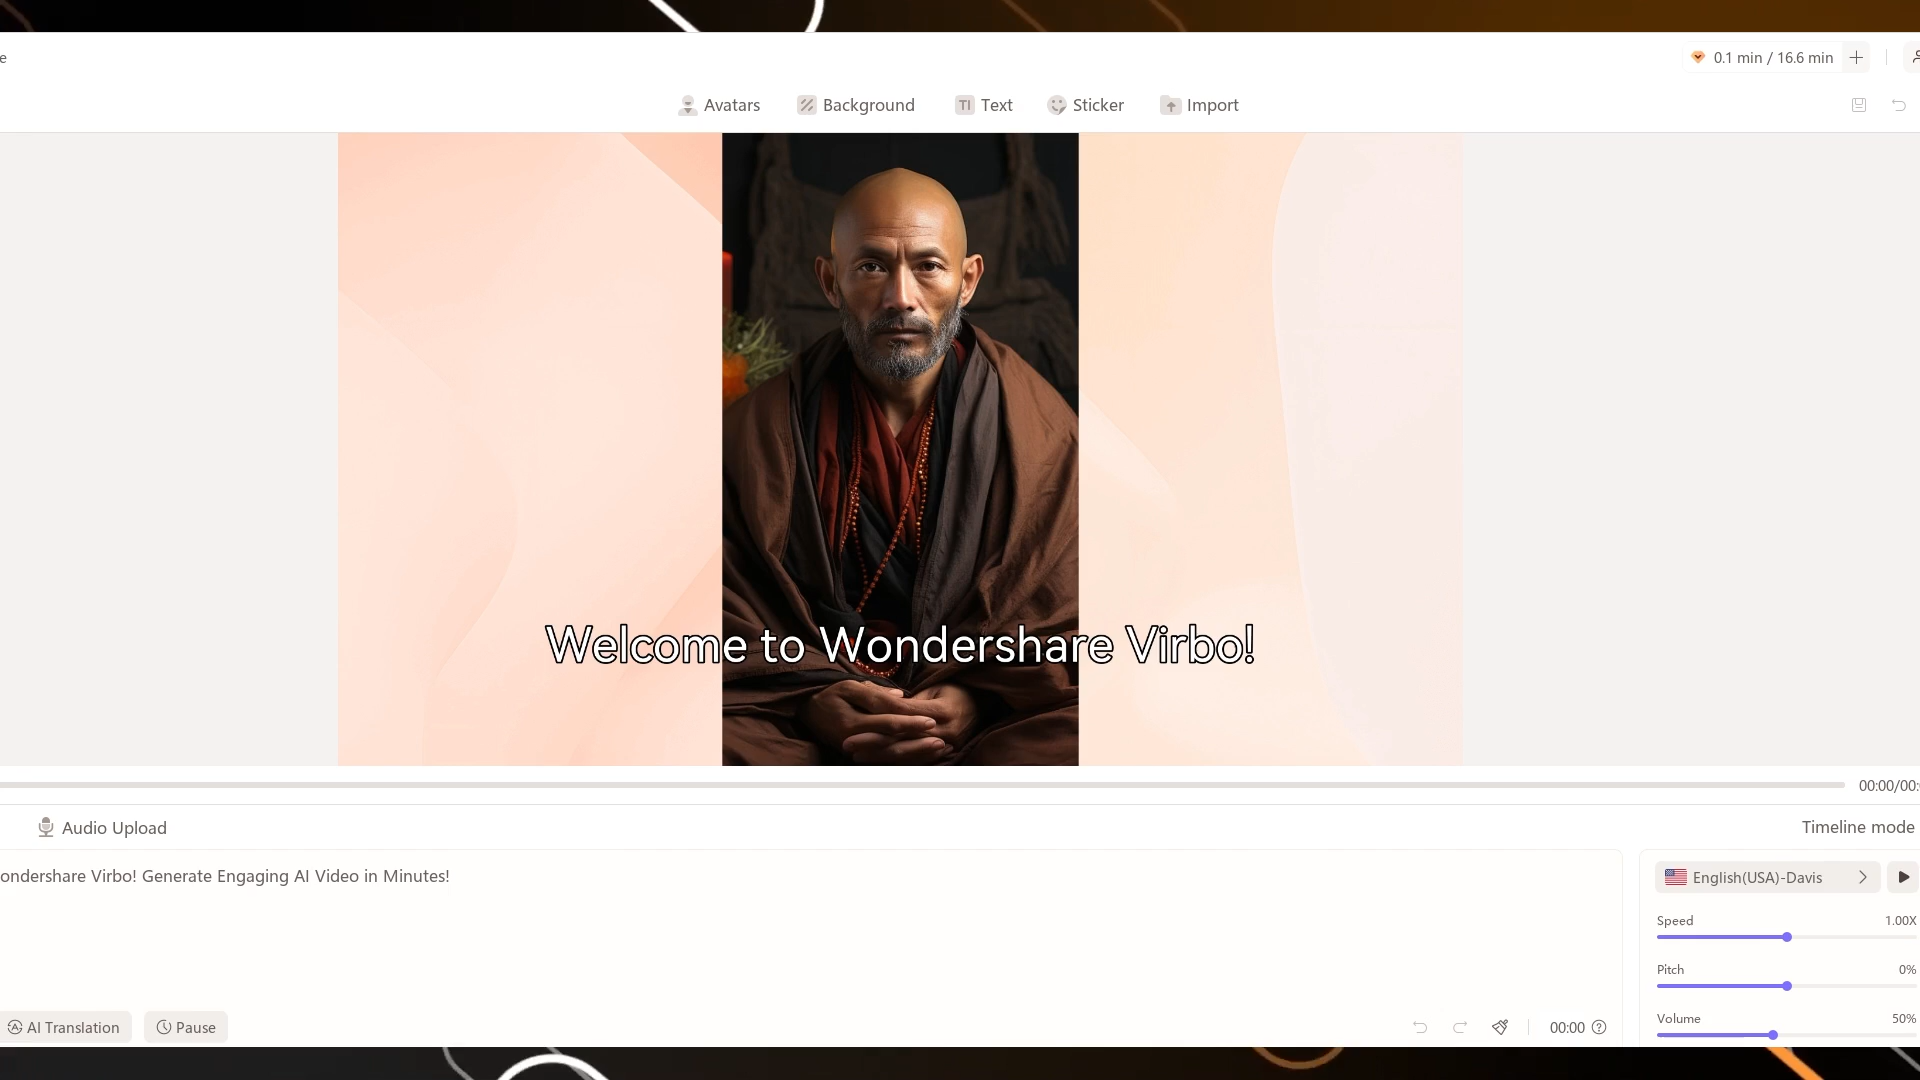 e
0.1 min / 16.6 min
Avatars
Background
TI Text
Sticker
Import
Welcome to Wondershare Virbo!
00:00/00:
Audio Upload
Timeline mode
ondershare Virbo! Generate Engaging AI Video in Minutes!
English(USA)-Davis
Speed 1.00X
Pitch 0%
Volume 50%
A AI Translation
Pause
00:00 ?